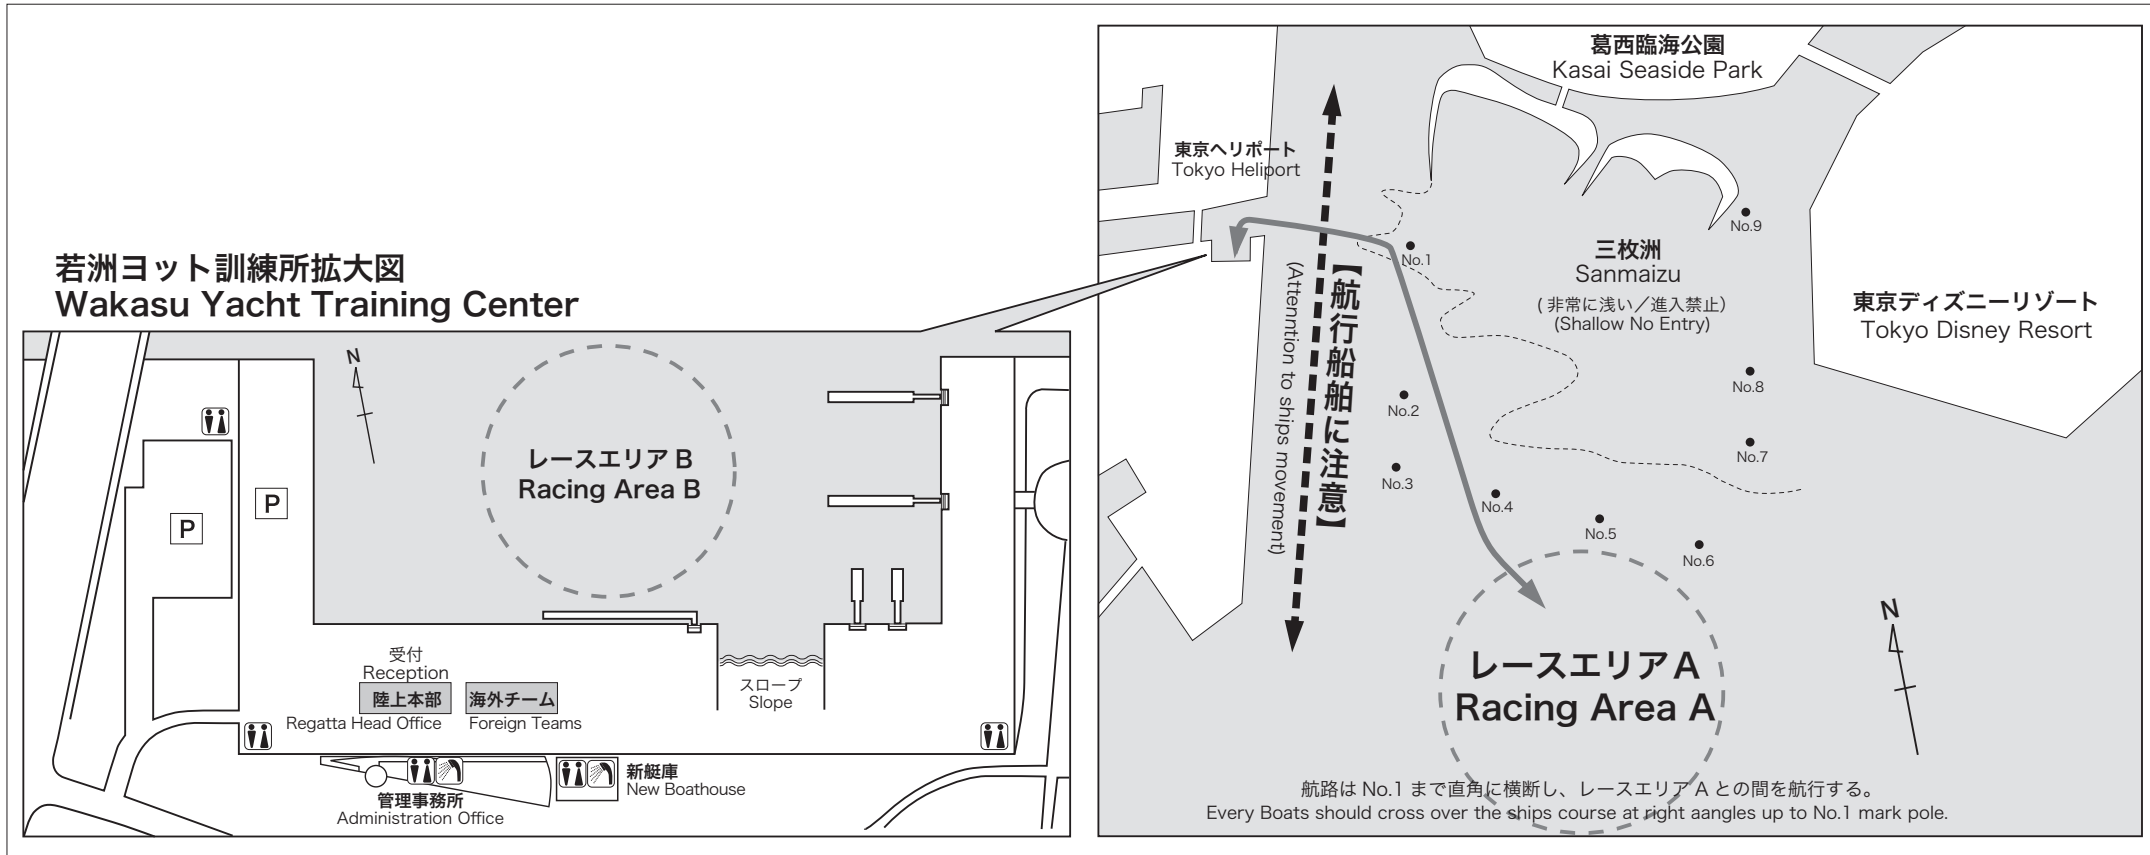 若洲ヨット訓練所拡大図
Wakasu Yacht Training Center
N
レースエリア B
Racing Area B
P
P
受付
Reception
陸上本部
海外チーム
Regatta Head Office
Foreign Teams
スロープ
Slope
管理事務所
Administration Office
新艇庫
New Boathouse
葛西臨海公園
Kasai Seaside Park
東京ヘリポート
Tokyo Heliport
三枚洲
Sanmaizu
( 非常に浅い／進入禁止)
(Shallow No Entry)
東京ディズニーリゾート
Tokyo Disney Resort
【航行船舶に注意】
(Attenntion to ships movement)
No.1
No.2
No.3
No.4
No.5
No.6
No.7
No.8
No.9
N
レースエリア A
Racing Area A
航路は No.1 まで直角に横断し、レースエリア A との間を航行する。
Every Boats should cross over the ships course at right aangles up to No.1 mark pole.